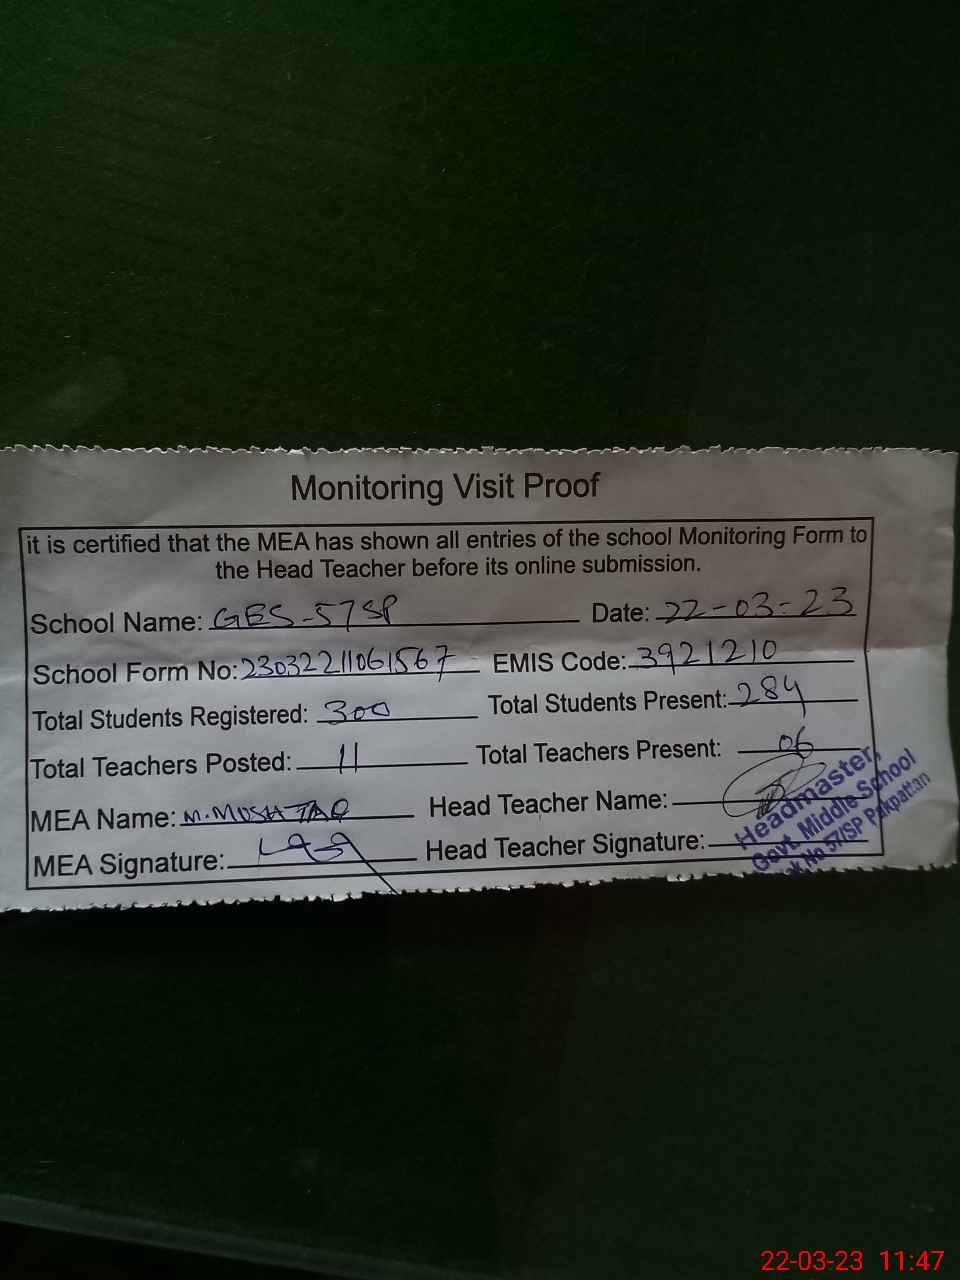 Monitoring Visit Proof
it is certified that the MEA has shown all entries of the school Monitoring Form to
the Head Teacher before its online submission.
School Name: GES-57SP Date: 22-03-23
School Form No: 23032211061567 EMIS Code: 3921210
Total Students Registered: 300 Total Students Present: 284
Total Teachers Posted: 11 Total Teachers Present: 06
MEA Name: M.MUSHTAQ Head Teacher Name:
MEA Signature: Head Teacher Signature:
Headmaster,
Govt. Middle School
No 57/SP Pakpattan
22-03-23 11:47